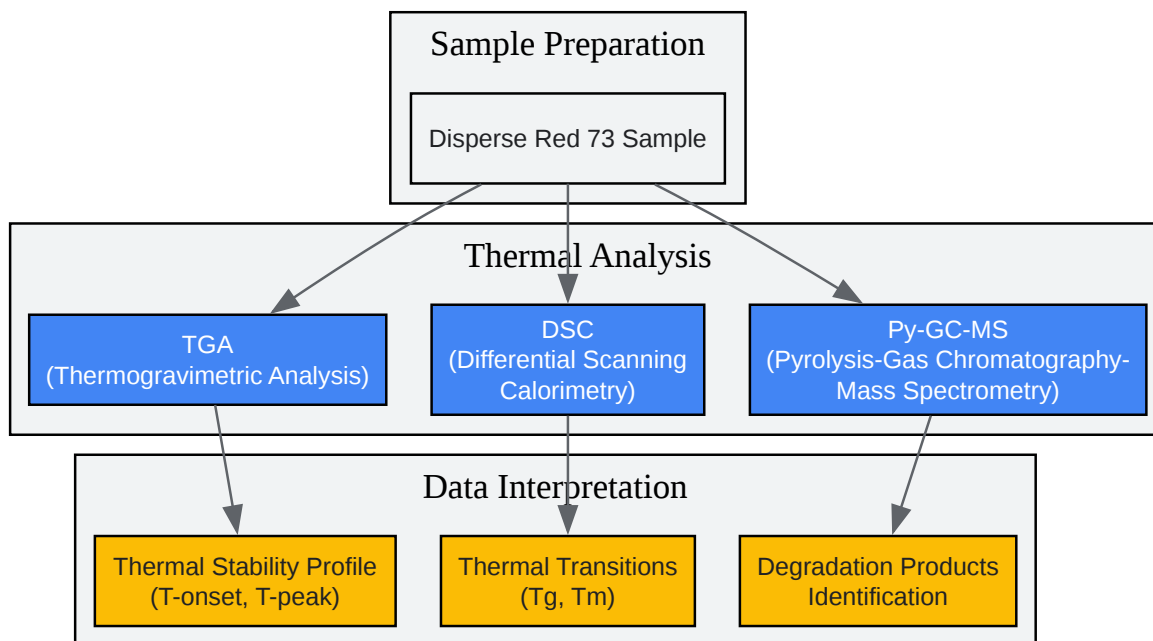 Sample Preparation
Disperse Red 73 Sample
Thermal Analysis
TGA
(Thermogravimetric Analysis)
DSC
(Differential Scanning
Calorimetry)
Py-GC-MS
(Pyrolysis-Gas Chromatography-
Mass Spectrometry)
Data Interpretation
Thermal Stability Profile
(T-onset, T-peak)
Thermal Transitions
(Tg, Tm)
Degradation Products
Identification